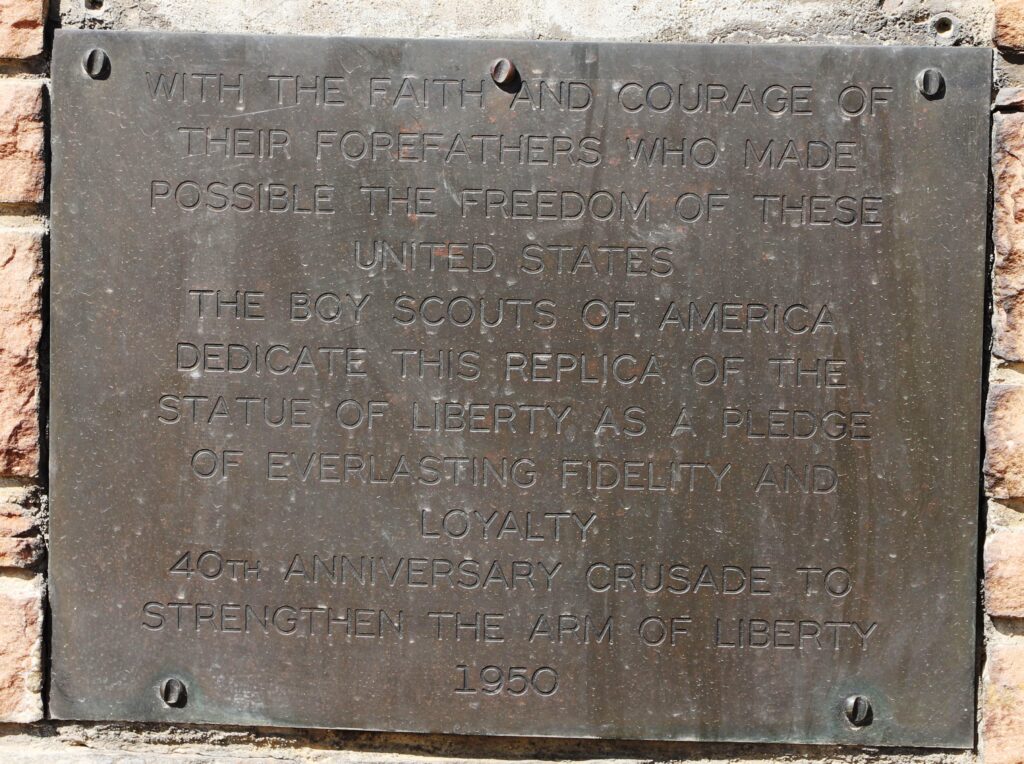 WITH THE FAITH AND COURAGE OF
THEIR FOREFATHERS WHO MADE
POSSIBLE THE FREEDOM OF THESE
UNITED STATES
THE BOY SCOUTS OF AMERICA
DEDICATE THIS REPLICA OF THE
STATUE OF LIBERTY AS A PLEDGE
OF EVERLASTING FIDELITY AND
LOYALTY
40TH ANNIVERSARY CRUSADE TO
STRENGTHEN THE ARM OF LIBERTY
1950